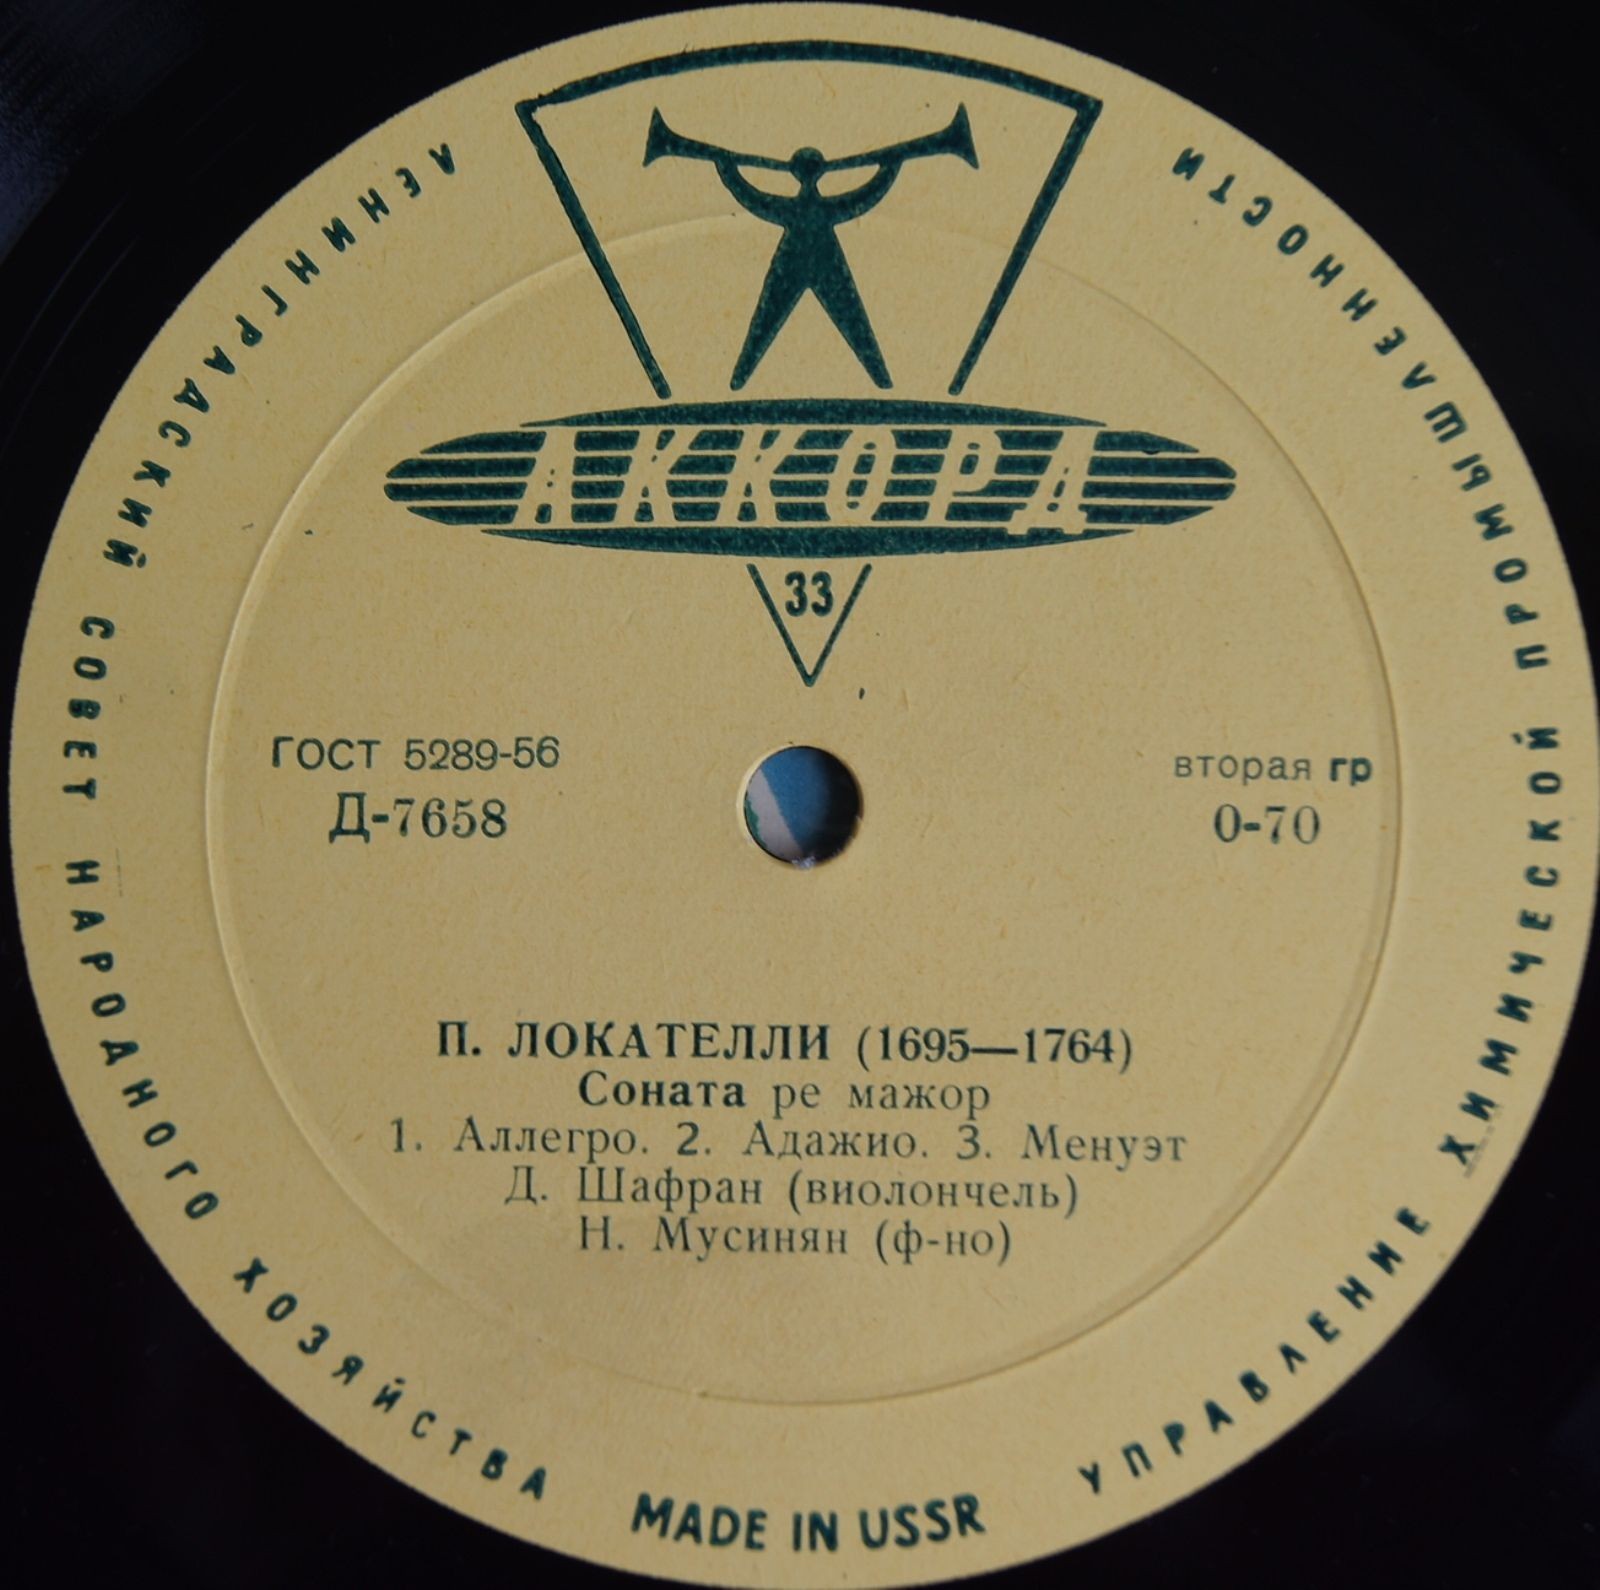 АККОРД
33
ГОСТ 5289-56
Д-7658
вторая гр
0-70
П. ЛОКАТЕЛЛИ (1695—1764)
Соната ре мажор
1. Аллегро. 2. Адажио. 3. Менуэт
Д. Шафран (виолончель)
Н. Мусинян (ф-но)
ЛЕНИНГРАДСКИЙ СОВЕТ НАРОДНОГО ХОЗЯЙСТВА
MADE IN USSR
УПРАВЛЕНИЕ ХИМИЧЕСКОЙ ПРОМЫШЛЕННОСТИ